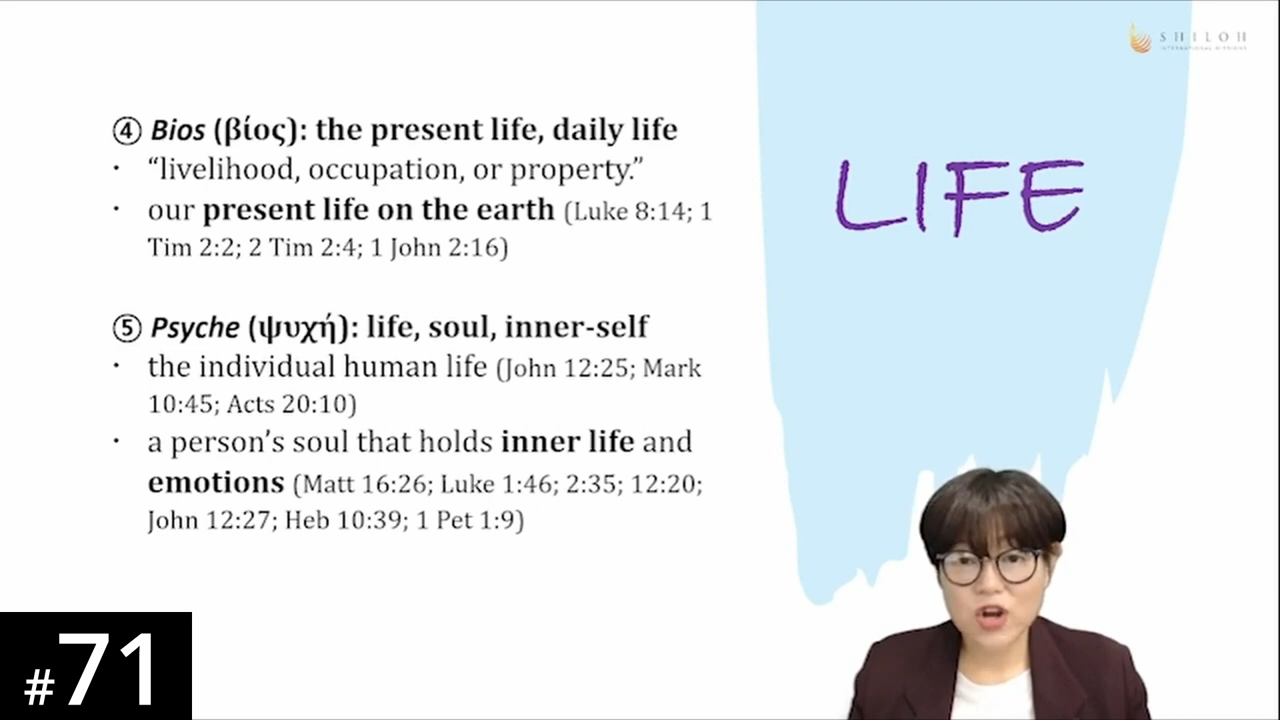 ④ Bios (βίος): the present life, daily life
· “livelihood, occupation, or property.”
· our present life on the earth (Luke 8:14; 1
Tim 2:2; 2 Tim 2:4; 1 John 2:16)
⑤ Psyche (ψυχή): life, soul, inner-self
· the individual human life (John 12:25; Mark
10:45; Acts 20:10)
· a person’s soul that holds inner life and
emotions (Matt 16:26; Luke 1:46; 2:35; 12:20;
John 12:27; Heb 10:39; 1 Pet 1:9)
LIFE
SHILOH
INTERNATIONAL MISSIONS
#71